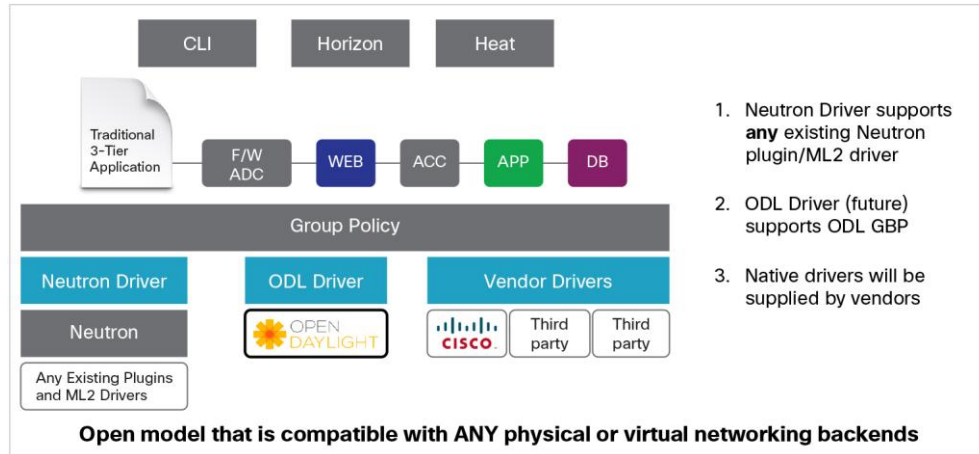 CLI
Horizon
Heat
Traditional
3-Tier
Application
F/W
ADC
WEB
ACC
APP
DB
Group Policy
Neutron Driver
ODL Driver
Vendor Drivers
Neutron
OPEN
DAYLIGHT
CISCO
Third
party
Third
party
Any Existing Plugins
and ML2 Drivers
1. Neutron Driver supports
any existing Neutron
plugin/ML2 driver
2. ODL Driver (future)
supports ODL GBP
3. Native drivers will be
supplied by vendors
Open model that is compatible with ANY physical or virtual networking backends